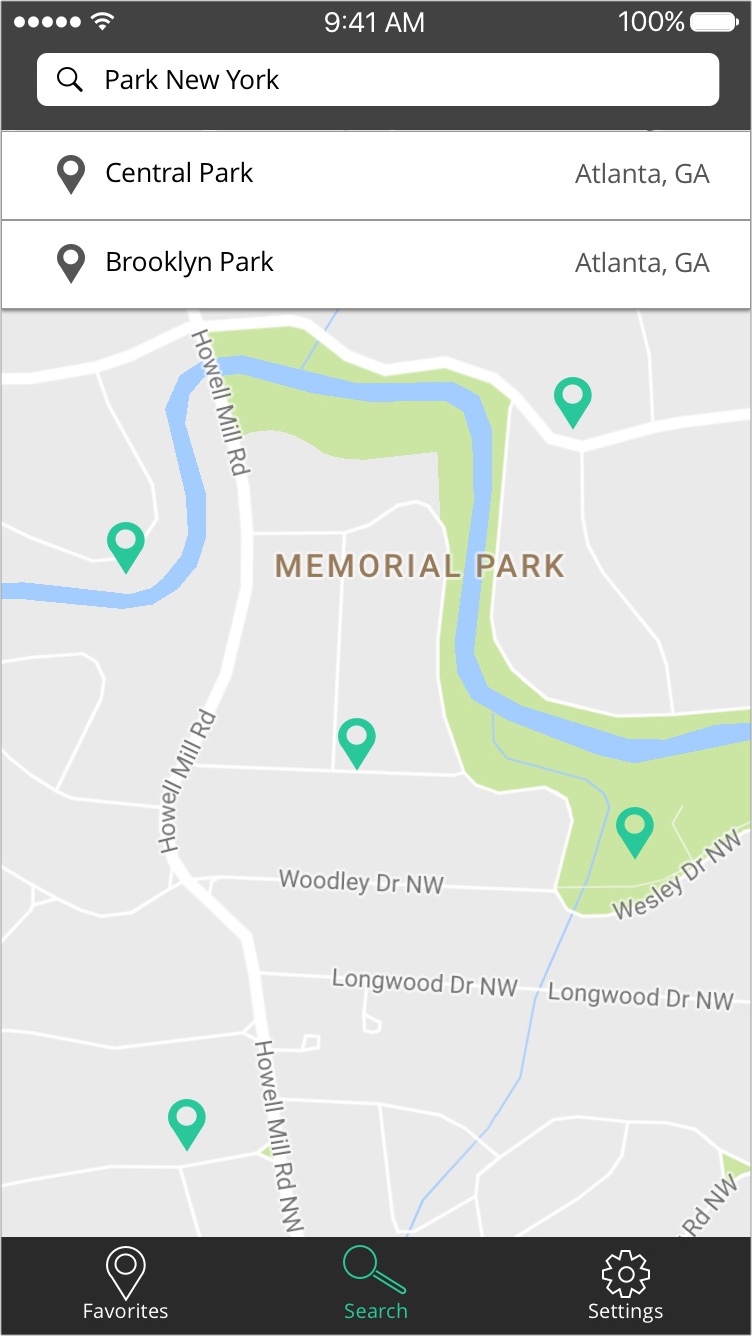 9:41 AM 100%
Park New York
Central Park Atlanta, GA
Brooklyn Park Atlanta, GA
Howell Mill Rd
MEMORIAL PARK
Howell Mill Rd
Woodley Dr NW
Wesley Dr NW
Longwood Dr NW
Longwood Dr NW
Howell Mill Rd NW
Rd NW
Favorites Search Settings